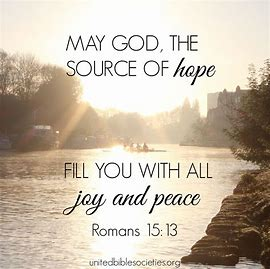 MAY GOD, THE
SOURCE OF hope
FILL YOU WITH ALL
joy and peace
Romans 15:13
unitedbiblesocieties.org